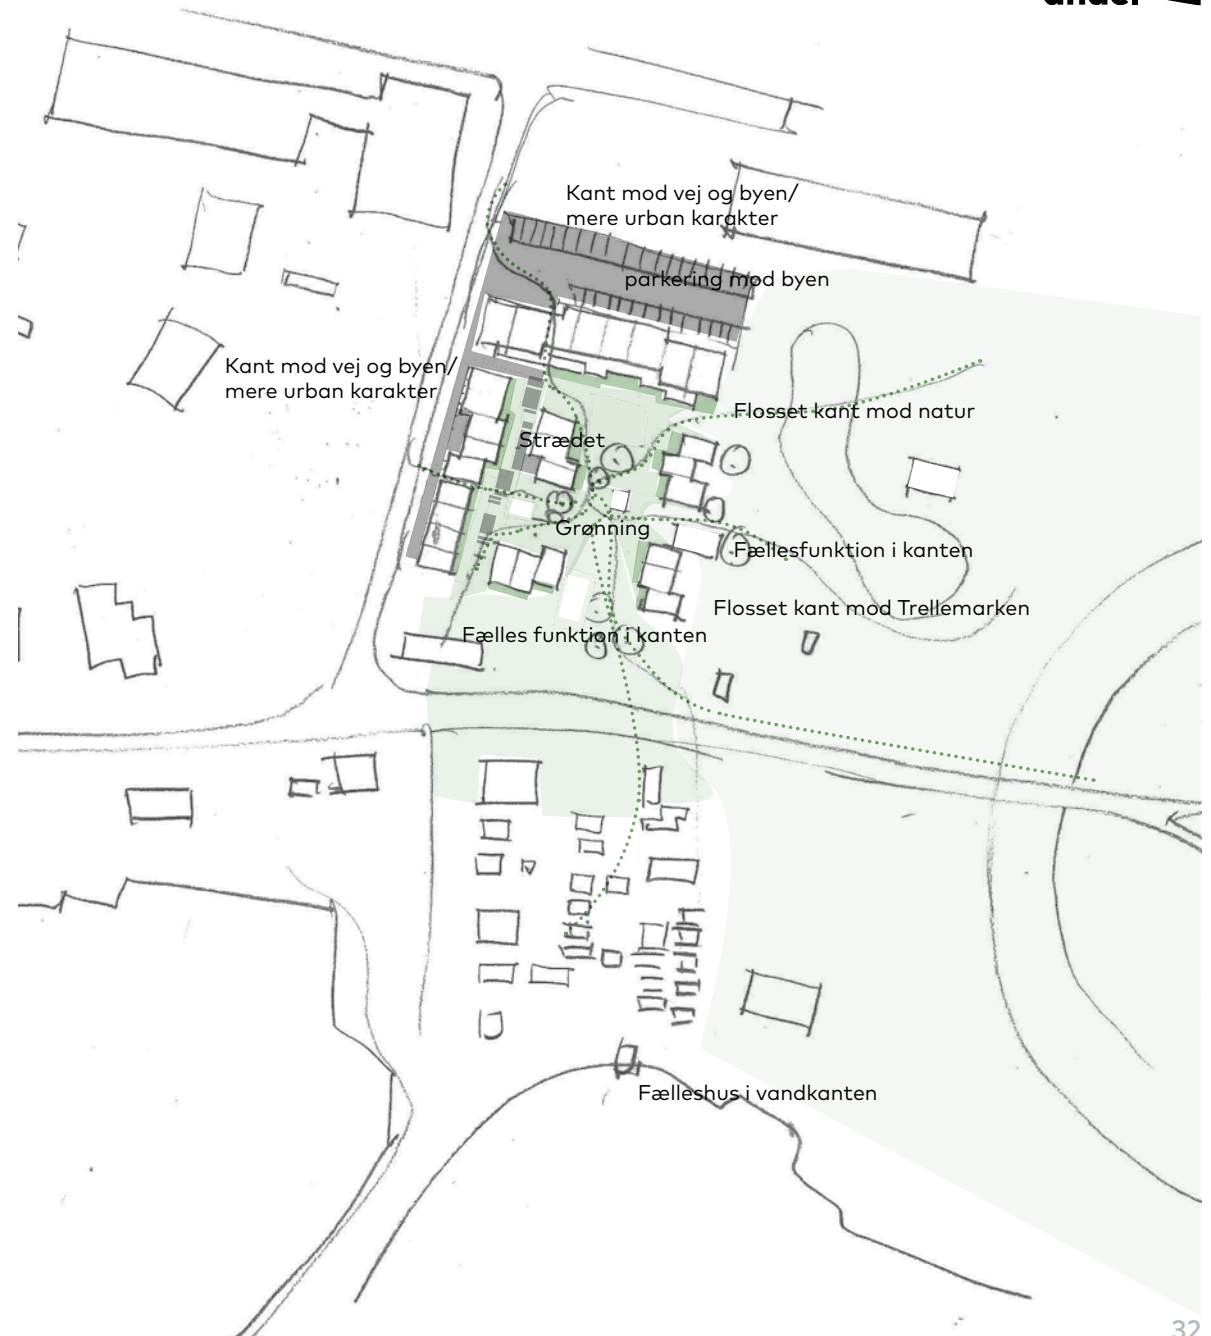 Kant mod vej og byen/
mere urban karakter
parkering mod byen
Kant mod vej og byen/
mere urban karakter
Flosset kant mod natur
Strædet
Grønning
Fællesfunktion i kanten
Flosset kant mod Trellemarken
Fælles funktion i kanten
Fælleshus i vandkanten
32